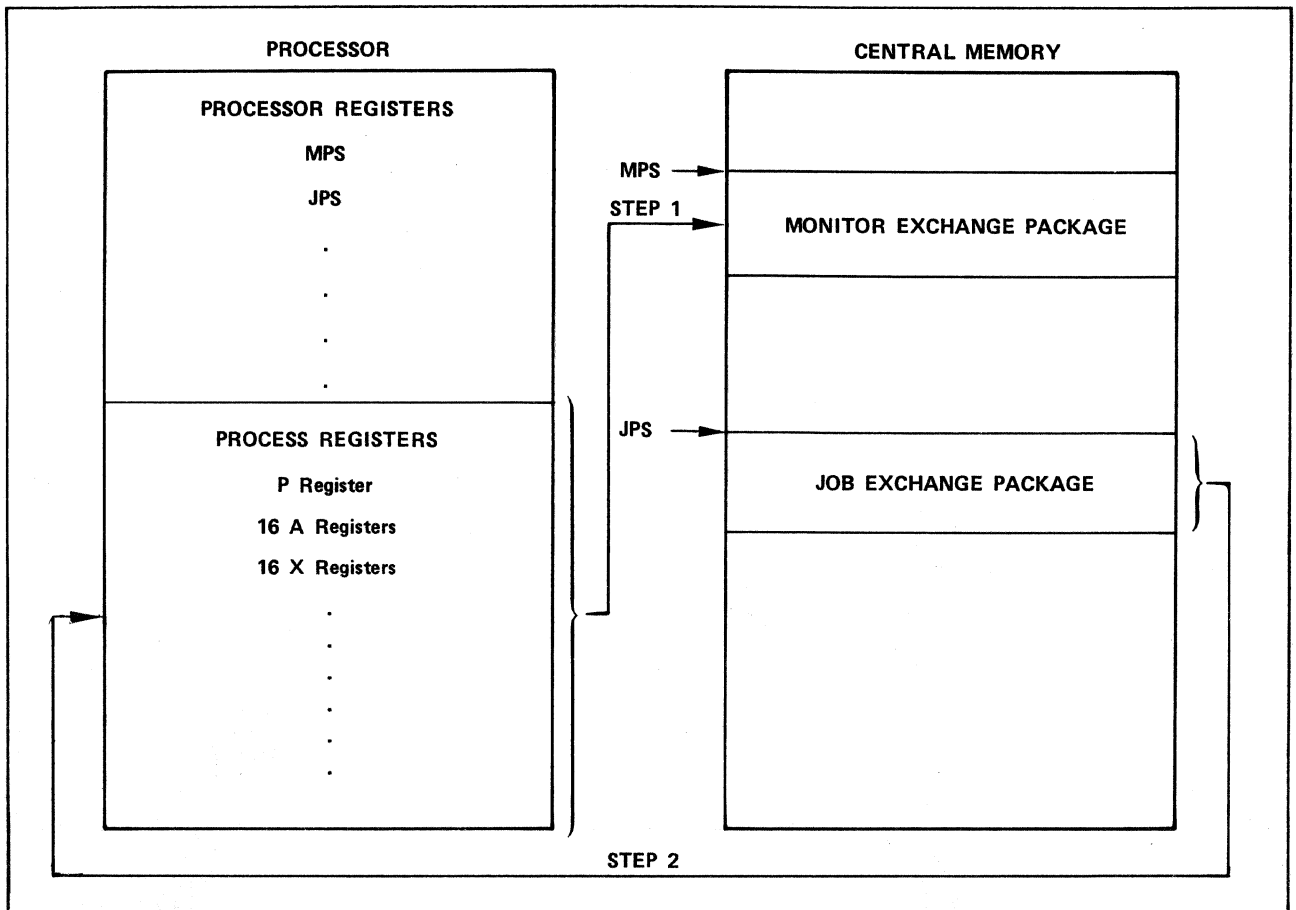 PROCESSOR
PROCESSOR REGISTERS
MPS
JPS
PROCESS REGISTERS
P Register
16 A Registers
16 X Registers
CENTRAL MEMORY
MPS
STEP 1
MONITOR EXCHANGE PACKAGE
JPS
JOB EXCHANGE PACKAGE
STEP 2